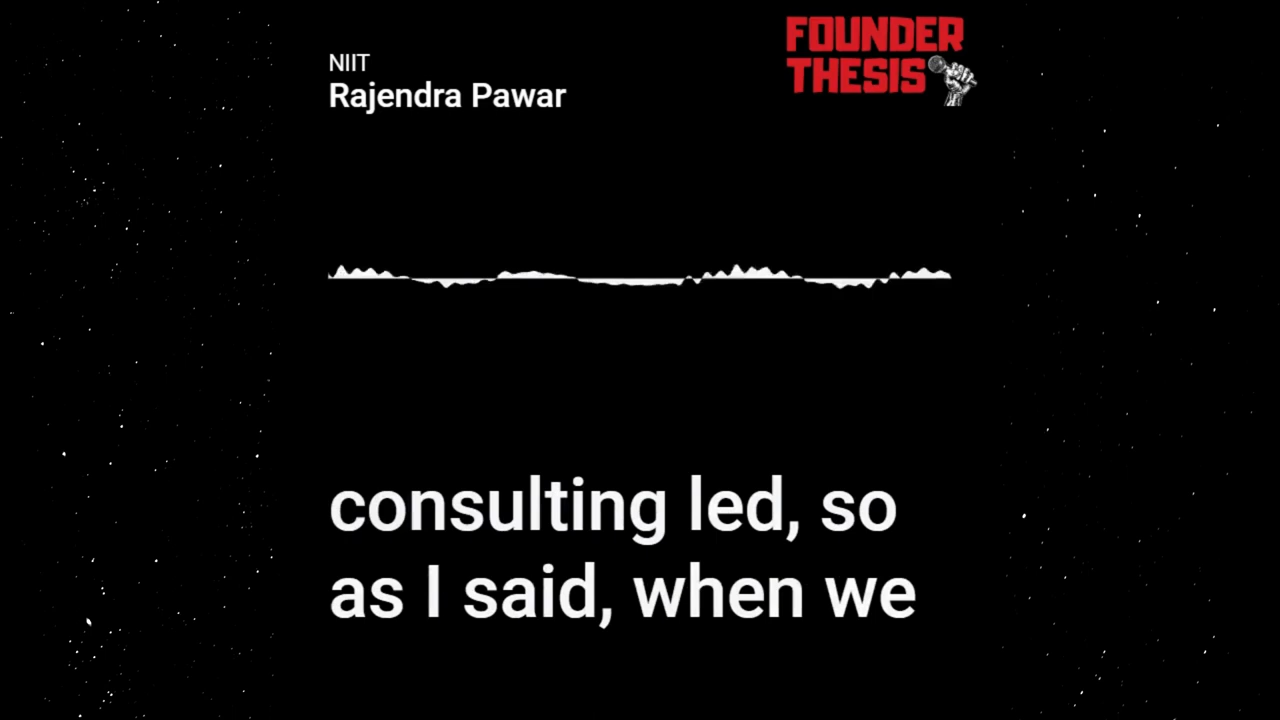 NIIT
Rajendra Pawar
FOUNDER
THESIS
consulting led, so
as I said, when we